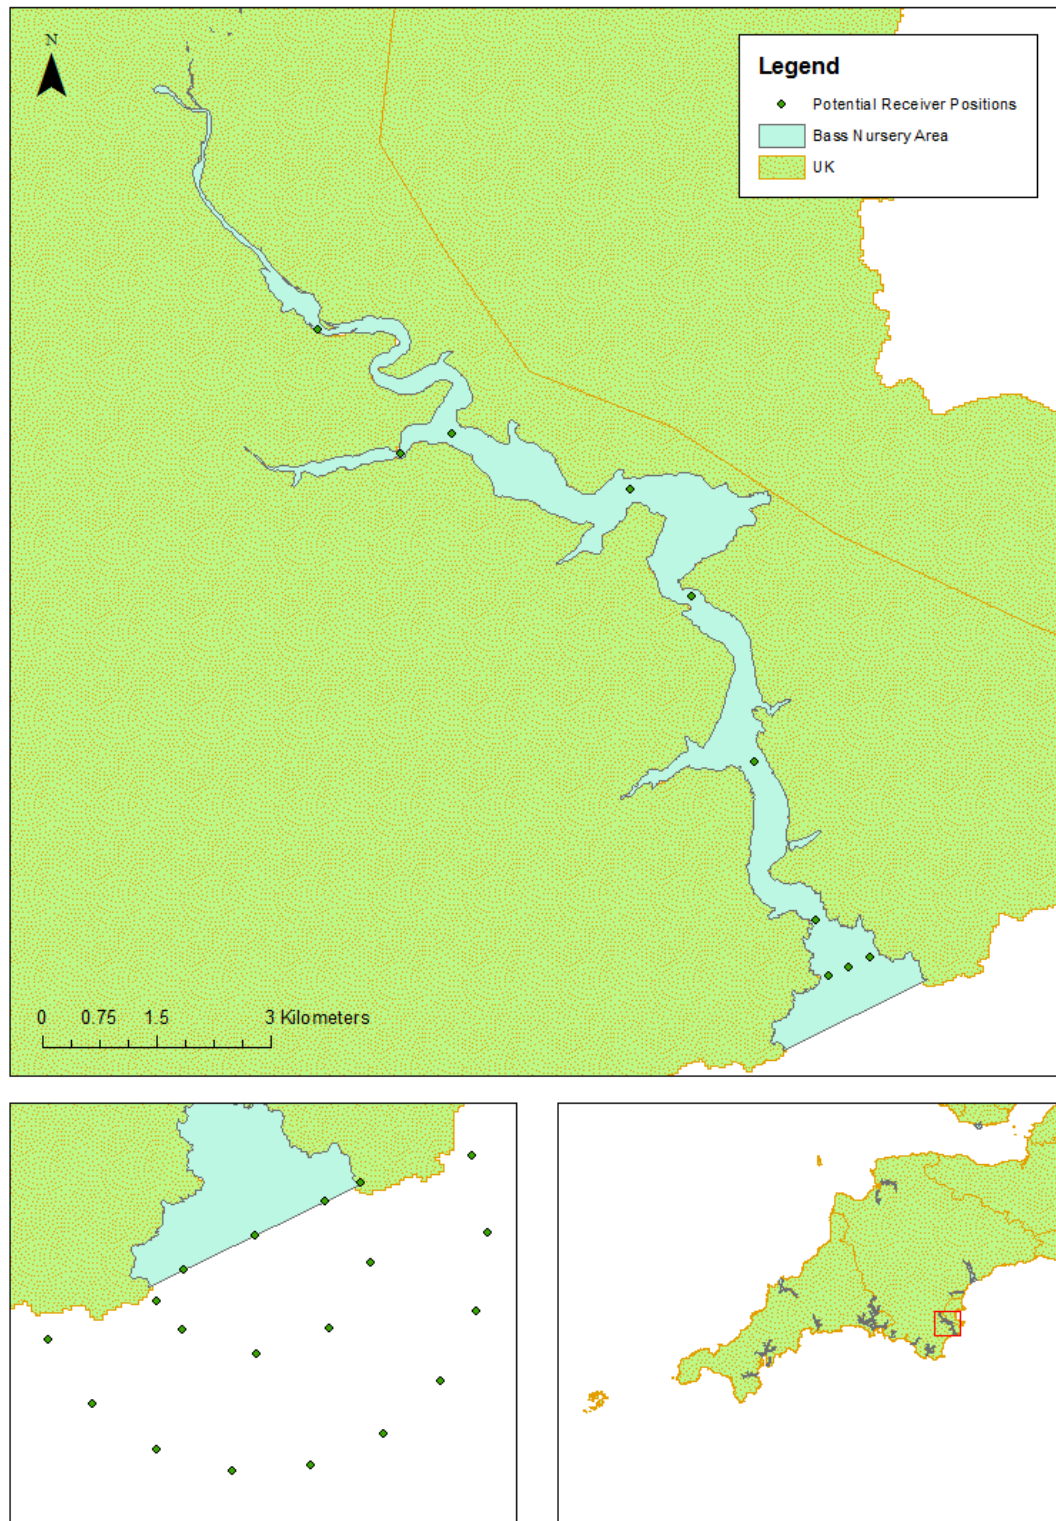 N
Legend
Potential Receiver Positions
Bass Nursery Area
UK
0 0.75 1.5 3 Kilometers